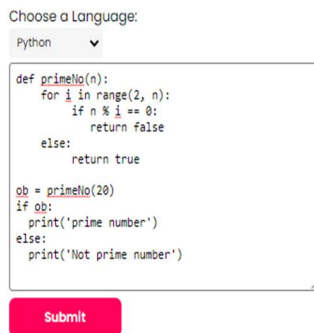 Choose a Language:
Python
def primeNo(n):
    for i in range(2, n):
        if n % i == 0:
           return false
    else:
        return true

ob = primeNo(20)
if ob:
  print('prime number')
else:
  print('Not prime number')
Submit